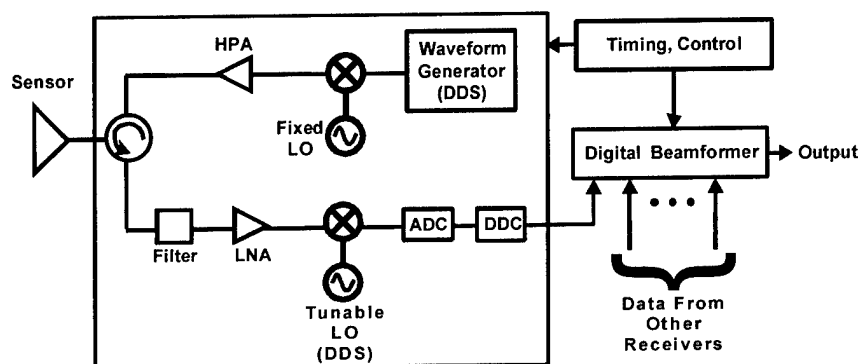 HPA
Waveform
Generator
(DDS)
Timing, Control
Sensor
Fixed
LO
Digital Beamformer
Output
Filter
LNA
ADC
DDC
Tunable
LO
(DDS)
Data From
Other
Receivers